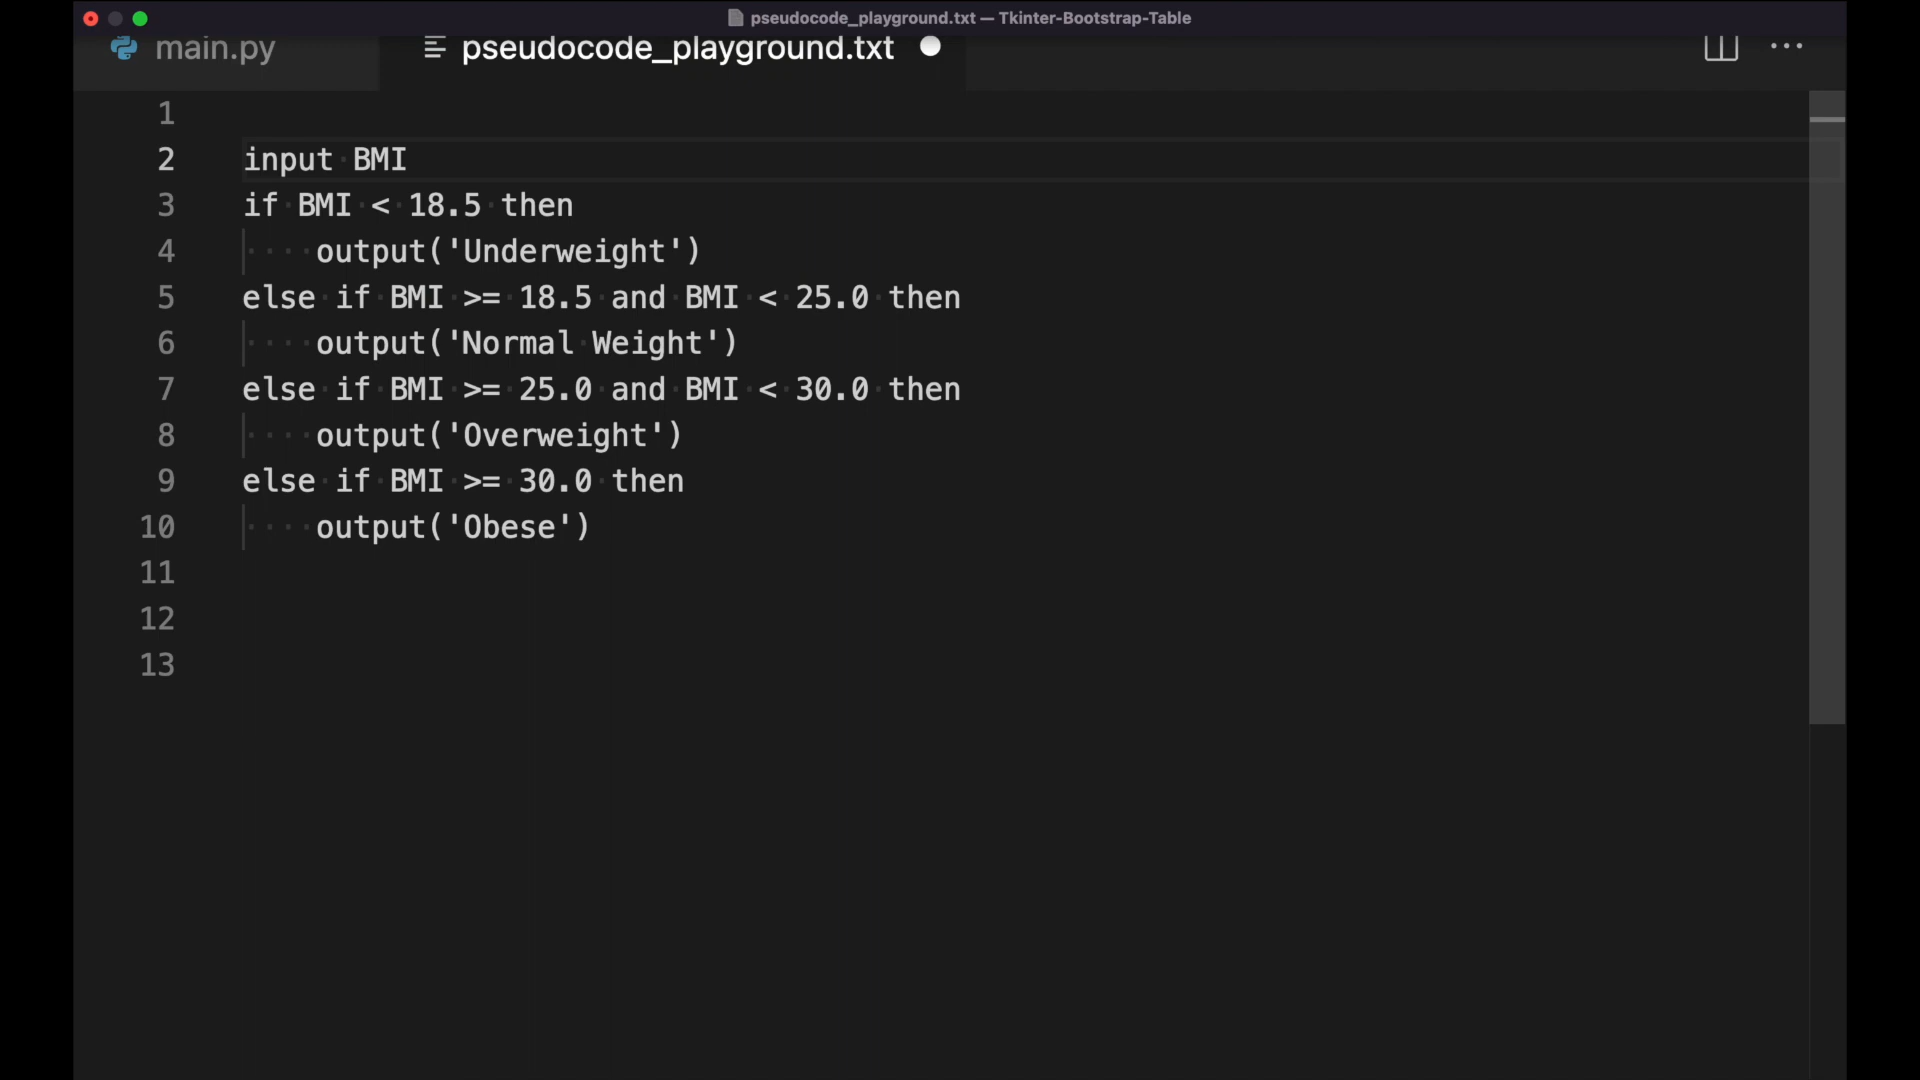 pseudocode_playground.txt — Tkinter-Bootstrap-Table
main.py pseudocode_playground.txt
1
2 input BMI
3 if BMI < 18.5 then
4 output('Underweight')
5 else if BMI >= 18.5 and BMI < 25.0 then
6 output('Normal Weight')
7 else if BMI >= 25.0 and BMI < 30.0 then
8 output('Overweight')
9 else if BMI >= 30.0 then
10 output('Obese')
11
12
13